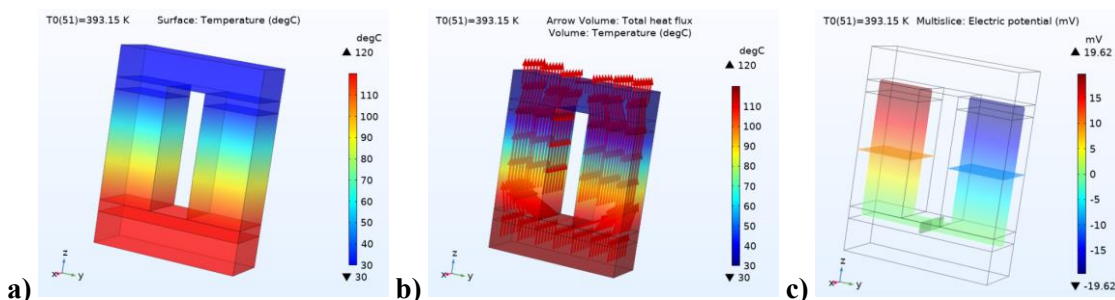 T0(51)=393.15 K Surface: Temperature (degC)
degC
▲ 120
110
100
90
80
70
60
50
40
30
▼ 30
z
x
y
a)
T0(51)=393.15 K Arrow Volume: Total heat flux
Volume: Temperature (degC)
degC
▲ 120
110
100
90
80
70
60
50
40
30
▼ 30
z
x
y
b)
T0(51)=393.15 K Multislice: Electric potential (mV)
mV
▲ 19.62
15
10
5
0
-5
-10
-15
▼ -19.62
z
x
y
c)